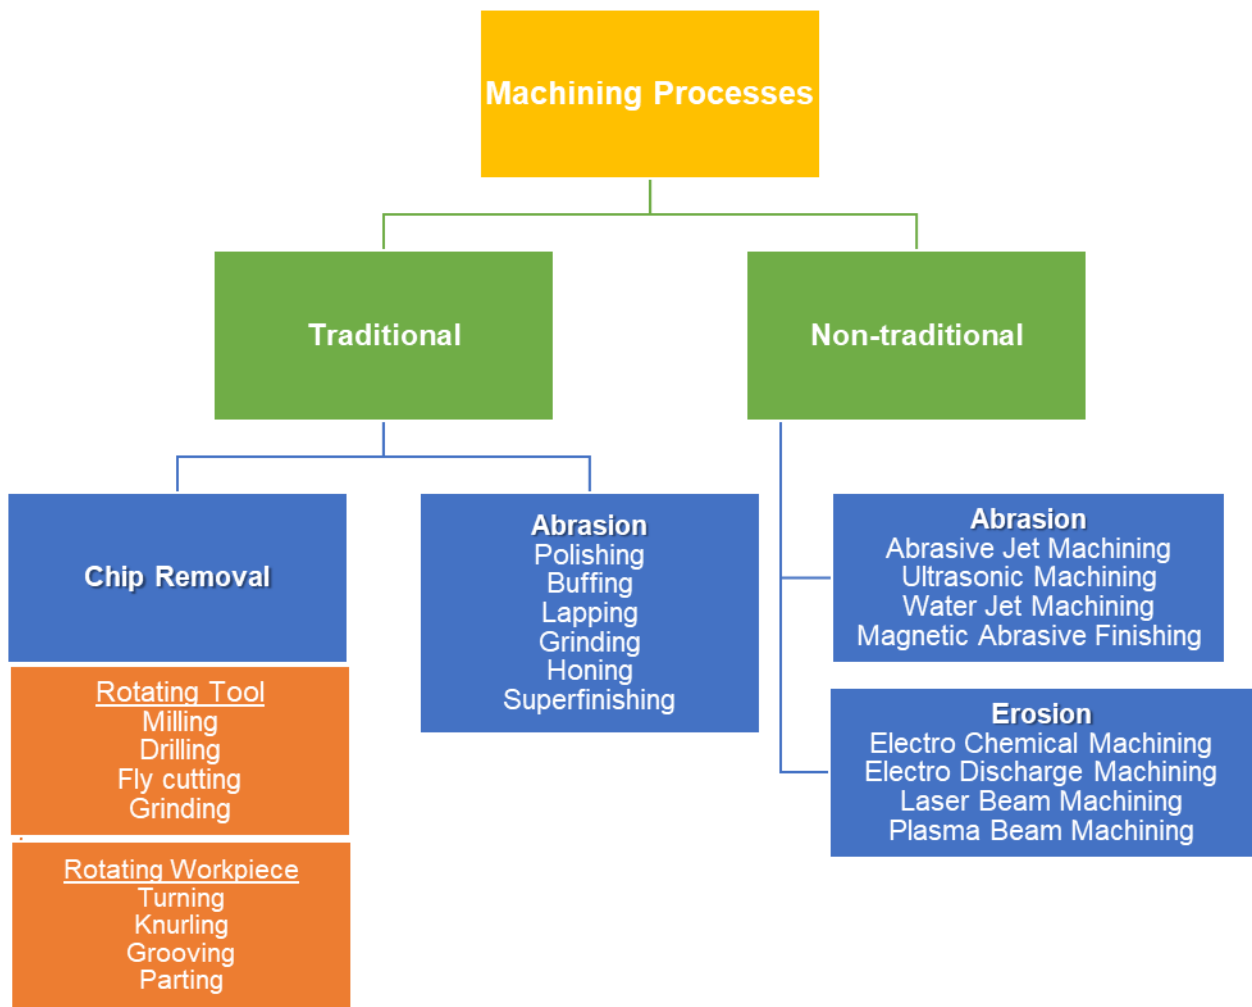 Machining Processes
Traditional
Non-traditional
Chip Removal
Rotating Tool
Milling
Drilling
Fly cutting
Grinding
Rotating Workpiece
Turning
Knurling
Grooving
Parting
Abrasion
Polishing
Buffing
Lapping
Grinding
Honing
Superfinishing
Abrasion
Abrasive Jet Machining
Ultrasonic Machining
Water Jet Machining
Magnetic Abrasive Finishing
Erosion
Electro Chemical Machining
Electro Discharge Machining
Laser Beam Machining
Plasma Beam Machining